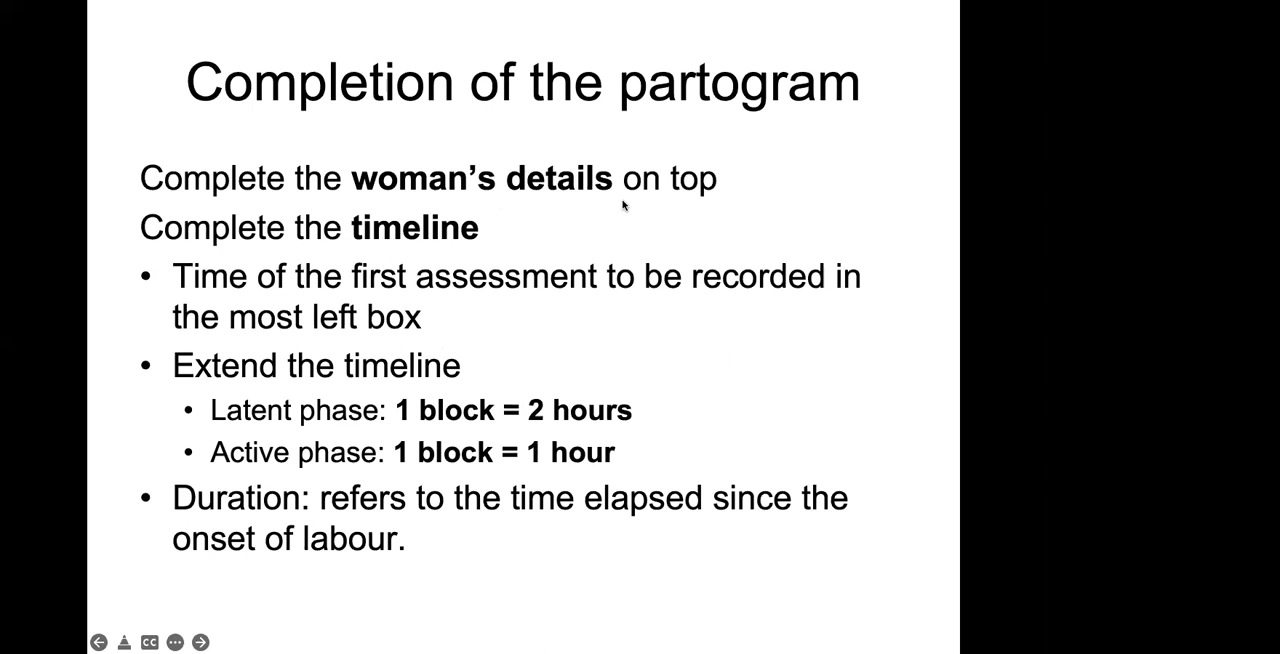 Completion of the partogram
Complete the woman's details on top
Complete the timeline
• Time of the first assessment to be recorded in
the most left box
• Extend the timeline
• Latent phase: 1 block = 2 hours
• Active phase: 1 block = 1 hour
• Duration: refers to the time elapsed since the
onset of labour.
CC